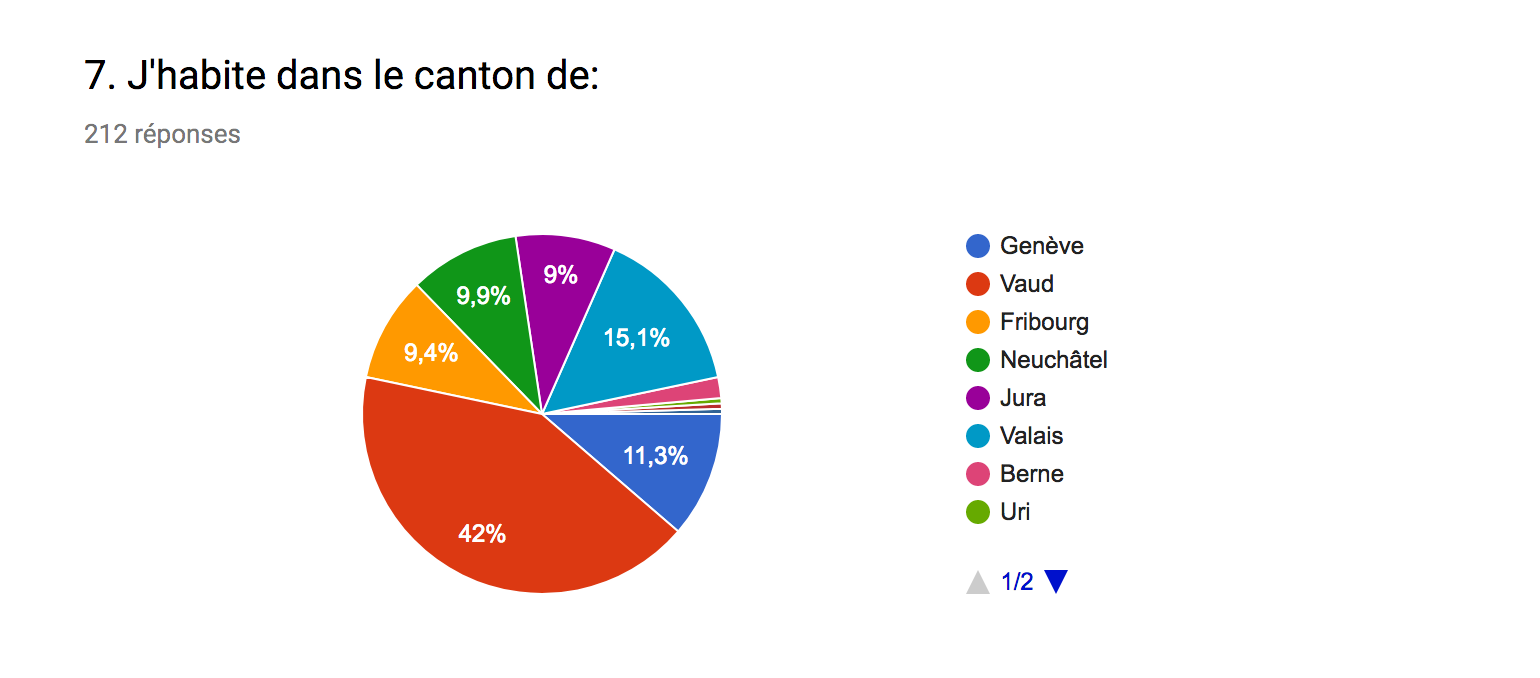 7. J'habite dans le canton de:
212 réponses
9%
9,9%
15,1%
9,4%
11,3%
42%
Genève
Vaud
Fribourg
Neuchâtel
Jura
Valais
Berne
Uri
1/2